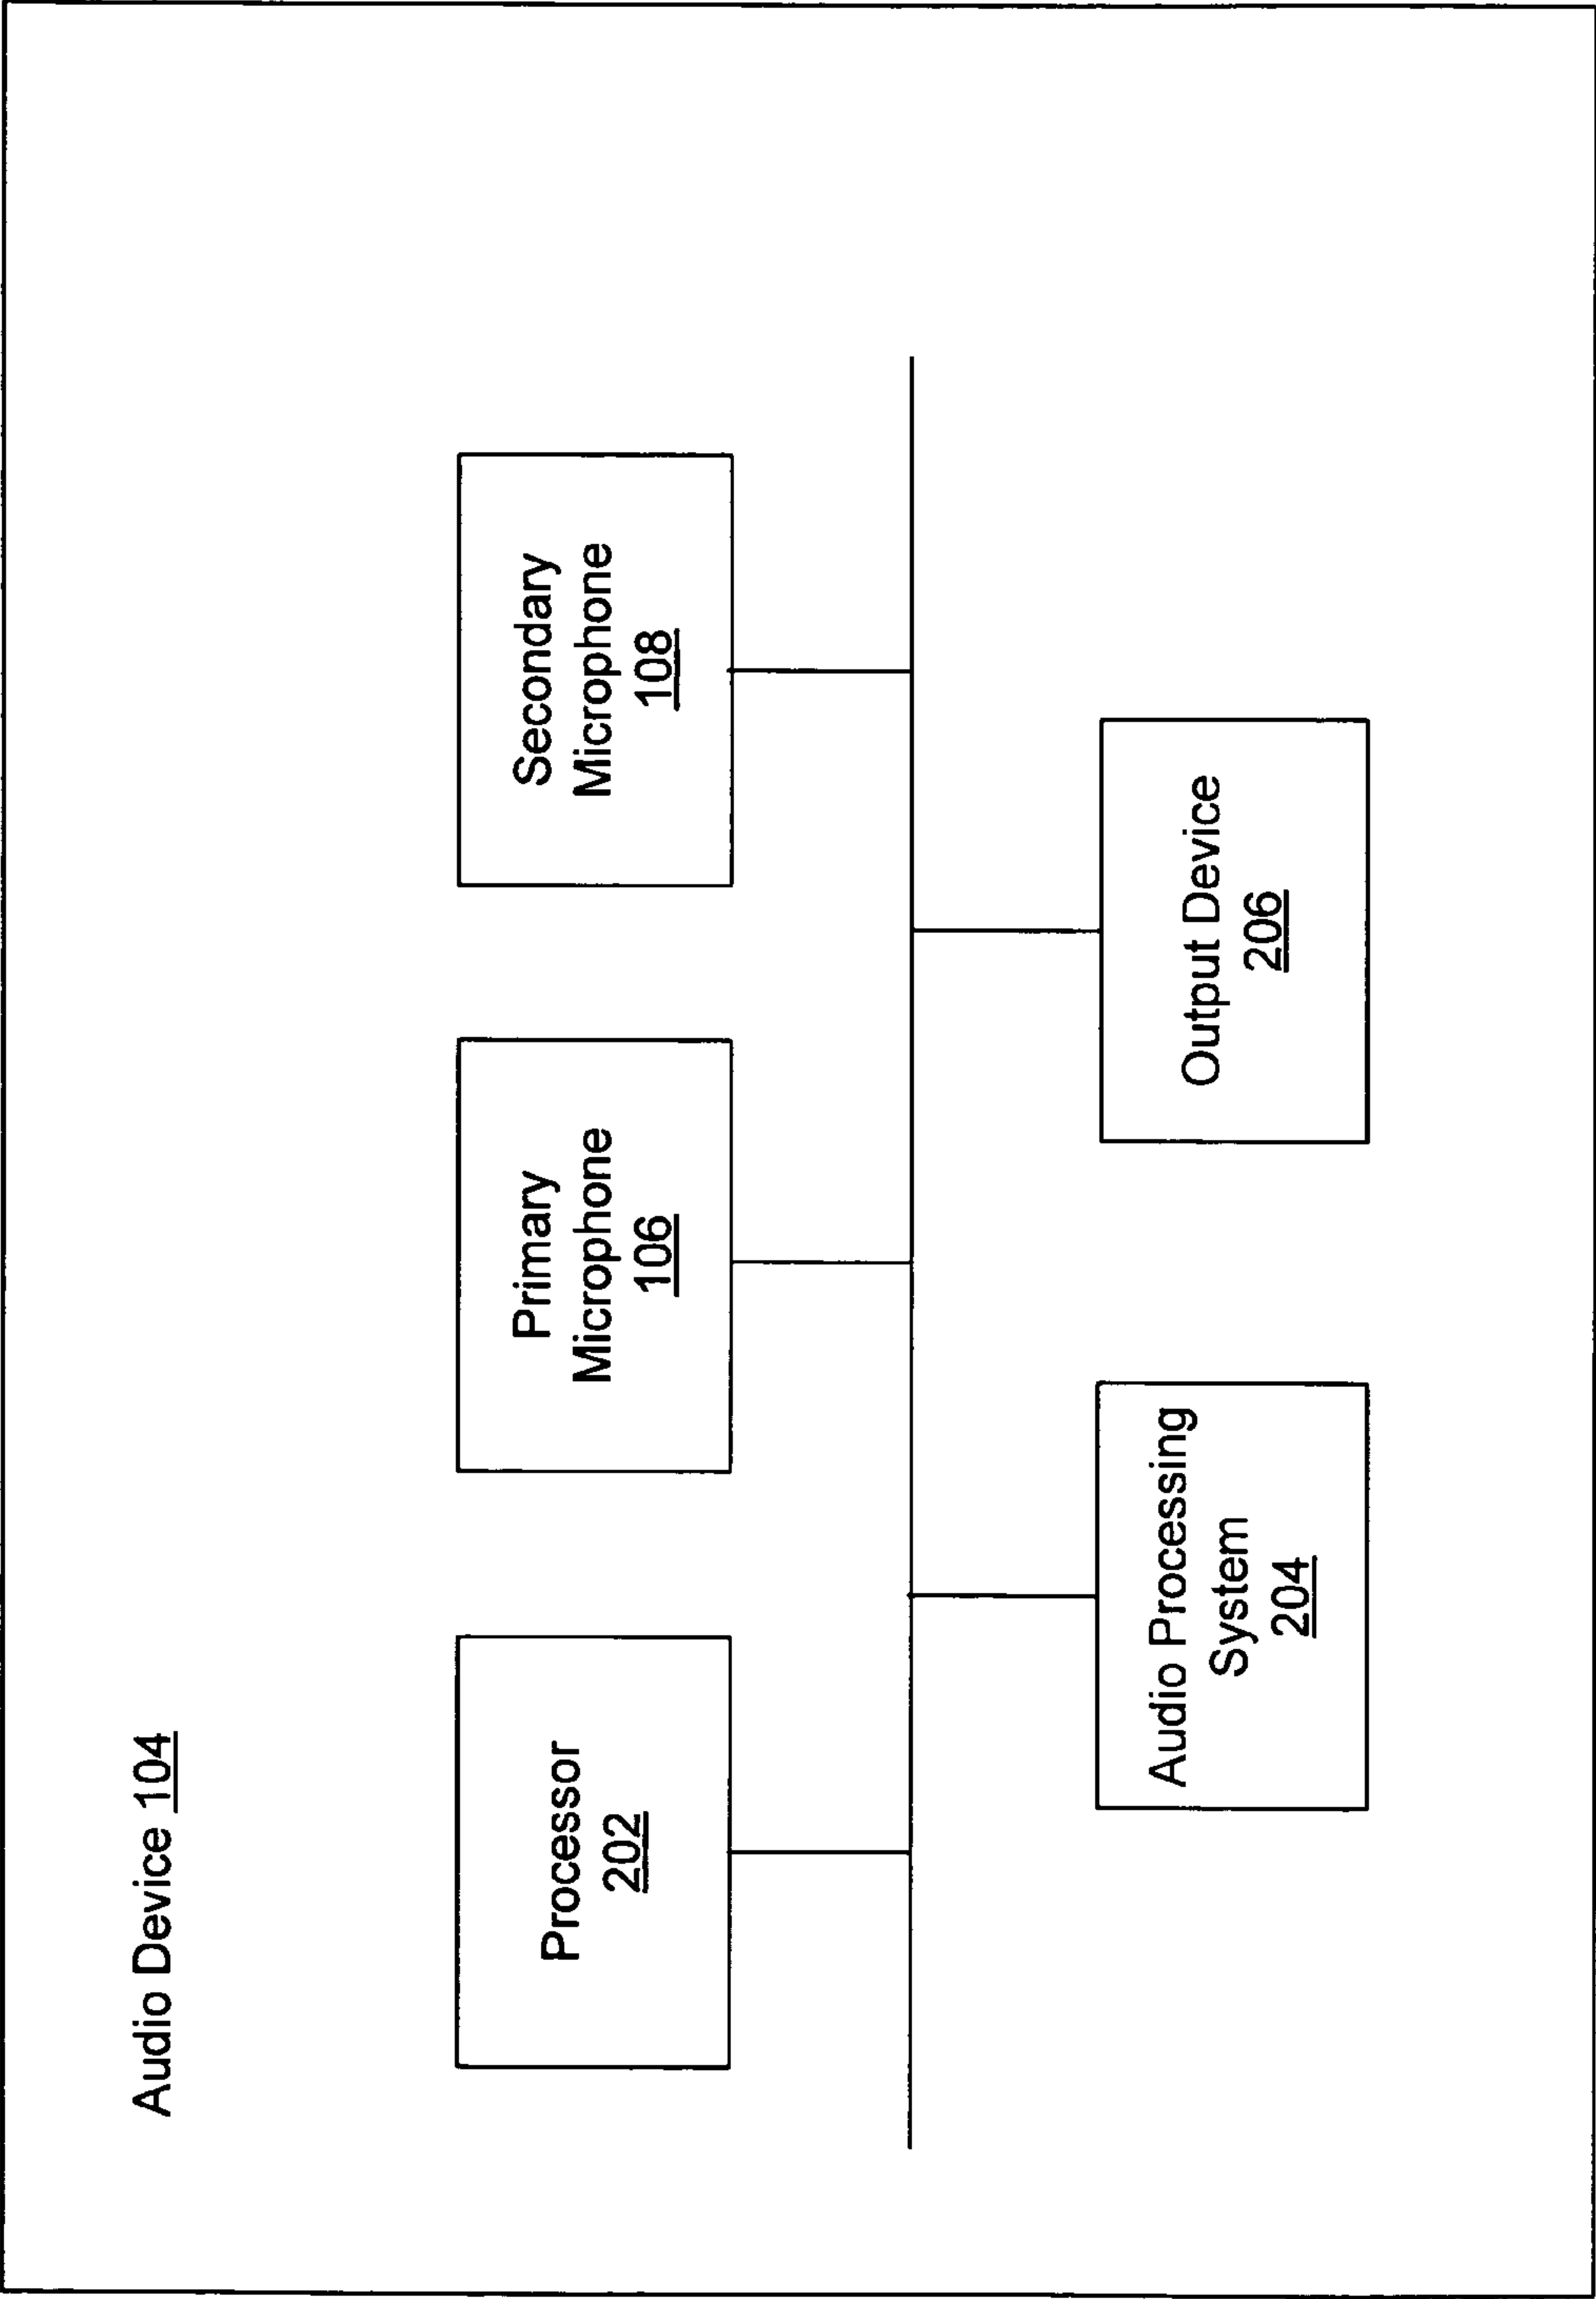 Audio Device 104
Processor
202
Primary
Microphone
106
Secondary
Microphone
108
Audio Processing
System
204
Output Device
206